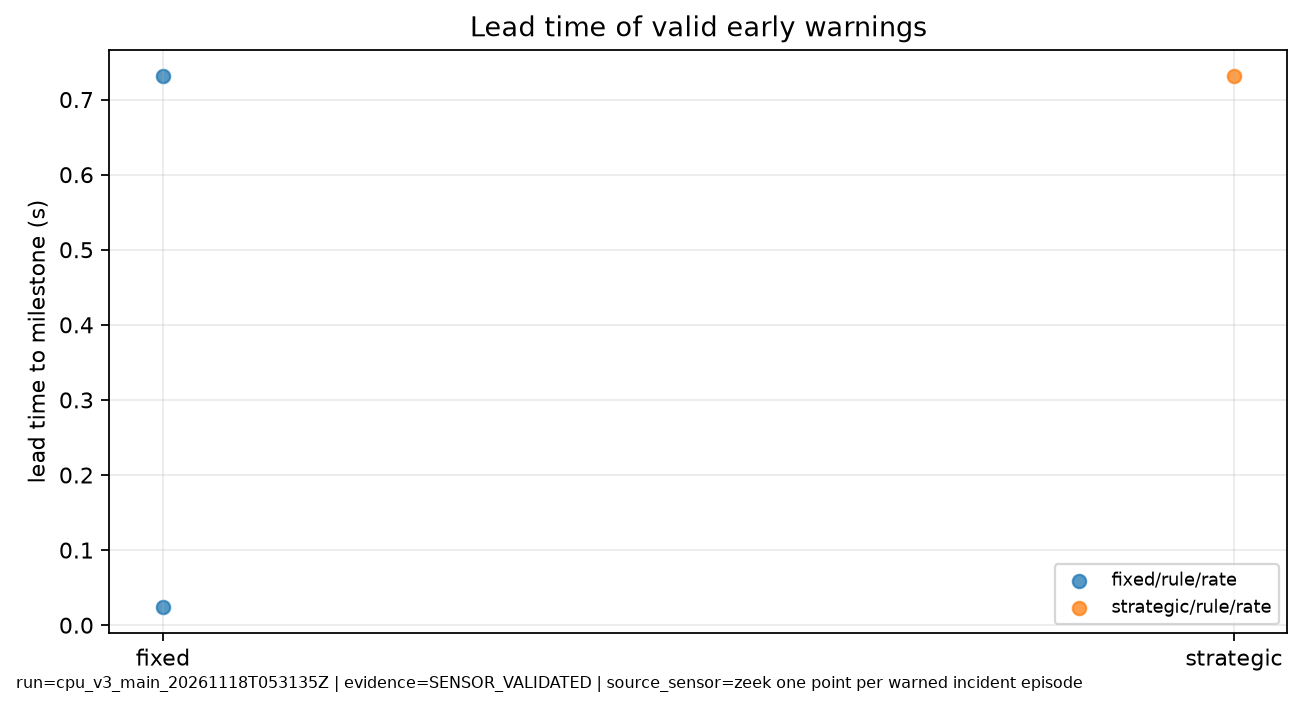 Lead time of valid early warnings
lead time to milestone (s)
0.7
0.6
0.5
0.4
0.3
0.2
0.1
0.0
fixed/rule/rate
strategic/rule/rate
fixed
strategic
run=cpu_v3_main_20261118T053135Z | evidence=SENSOR_VALIDATED | source_sensor=zeek one point per warned incident episode